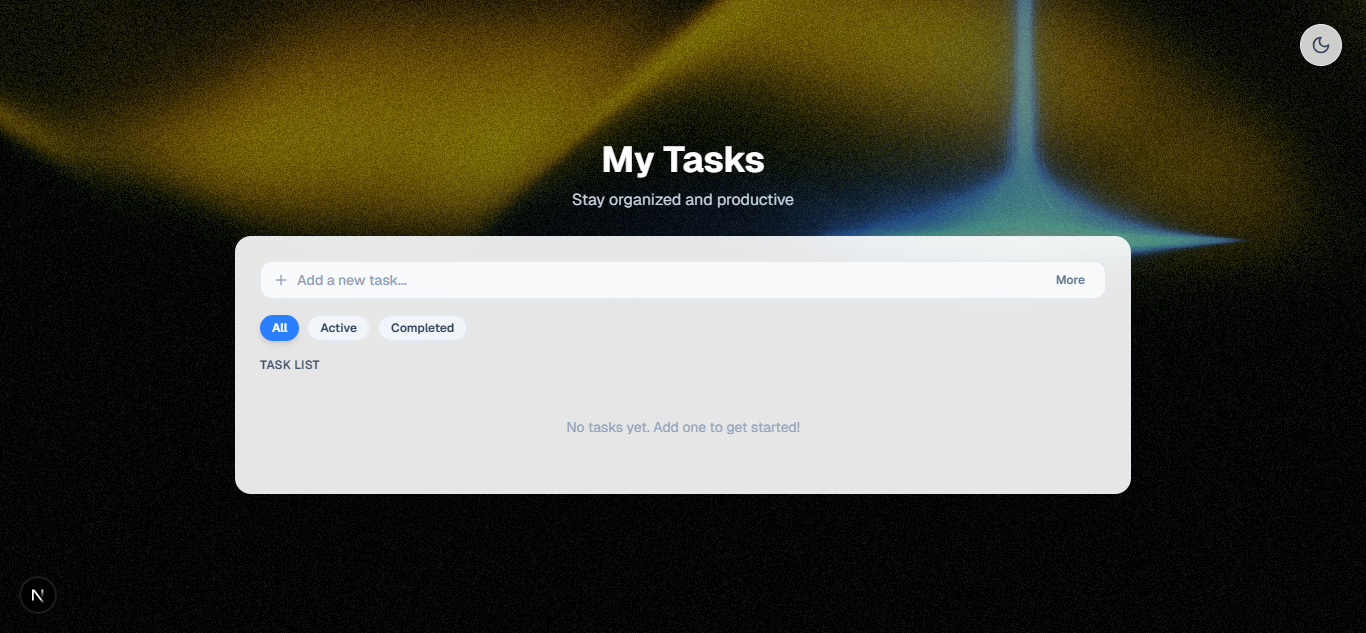 My Tasks
Stay organized and productive
Add a new task...
More
All Active Completed
TASK LIST
No tasks yet. Add one to get started!
N